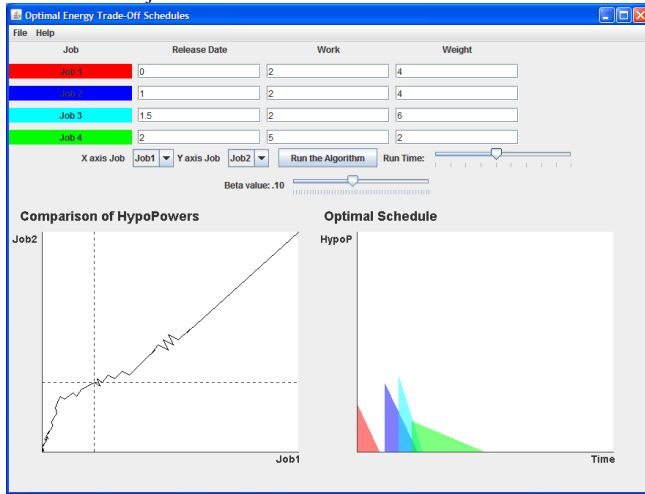 Optimal Energy Trade-Off Schedules
File Help
Job Release Date Work Weight
Job 1 0 2 4
Job 2 1 2 4
Job 3 1.5 2 6
Job 4 2 5 2
X axis Job Job1 Y axis Job Job2 Run the Algorithm Run Time:
Beta value: .10
Comparison of HypoPowers Optimal Schedule
Job2 HypoP
Job1 Time